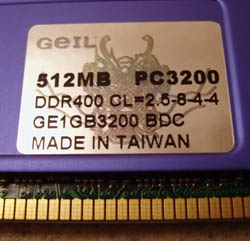 GeIL
512MB PC3200
DDR400 CL=2.5-8-4-4
GE1GB3200 BDC
MADE IN TAIWAN